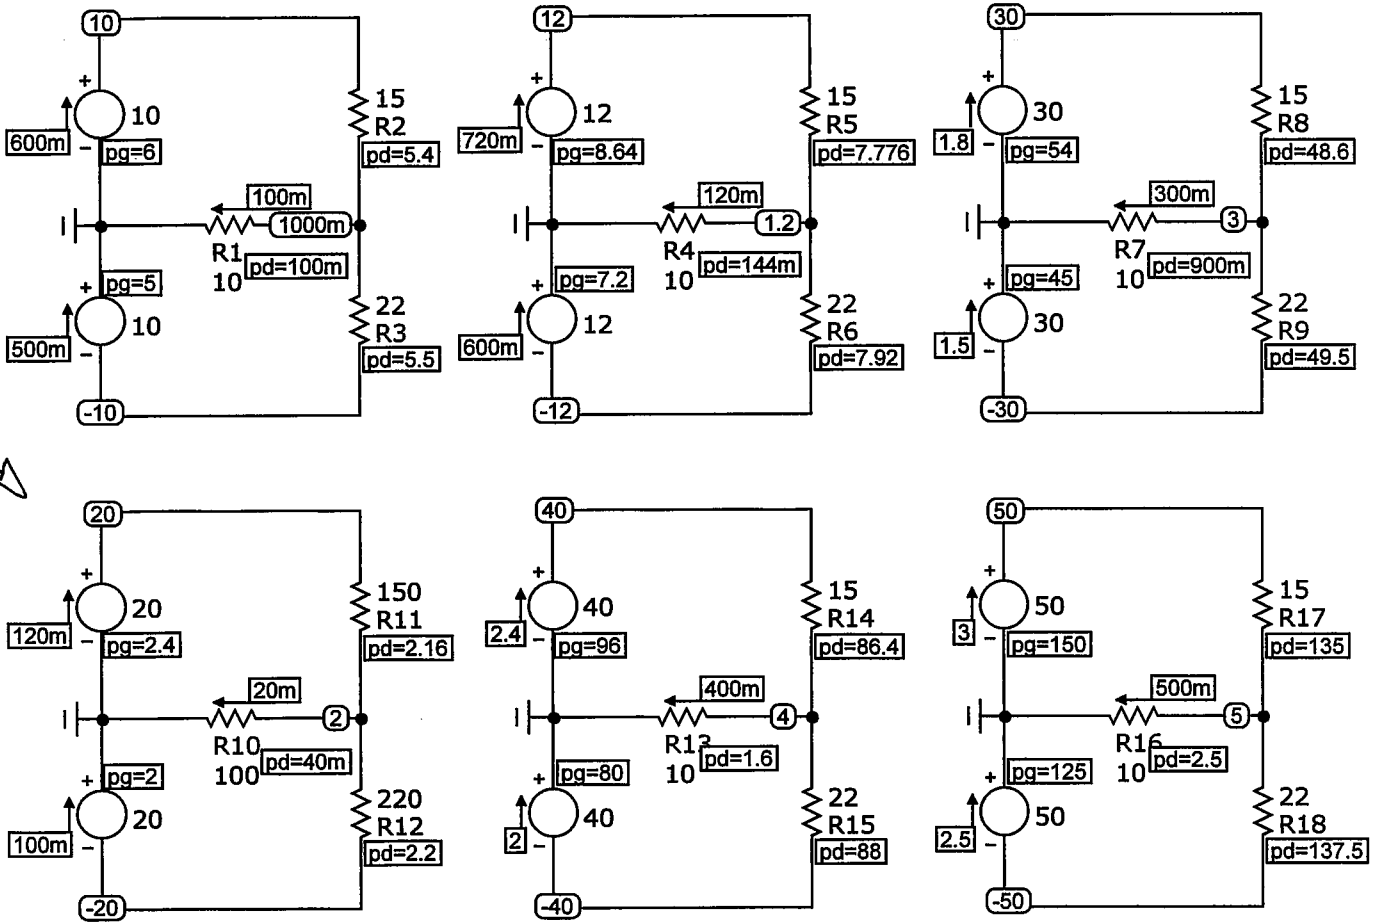 10
+
10
600m
-
pg=6
15
R2
pd=5.4
100m
1000m
R1
10
pd=100m
pg=5
+
10
500m
-
22
R3
pd=5.5
-10
12
+
12
720m
-
pg=8.64
15
R5
pd=7.776
120m
1.2
R4
10
pd=144m
pg=7.2
+
12
600m
-
22
R6
pd=7.92
-12
30
+
30
1.8
-
pg=54
15
R8
pd=48.6
300m
3
R7
10
pd=900m
pg=45
+
30
1.5
-
22
R9
pd=49.5
-30
20
+
20
120m
-
pg=2.4
150
R11
pd=2.16
20m
2
R10
100
pd=40m
pg=2
+
20
100m
-
220
R12
pd=2.2
-20
40
+
40
2.4
-
pg=96
15
R14
pd=86.4
400m
4
R13
10
pd=1.6
pg=80
+
40
2
-
22
R15
pd=88
-40
50
+
50
3
-
pg=150
15
R17
pd=135
500m
5
R16
10
pd=2.5
pg=125
+
50
2.5
-
22
R18
pd=137.5
-50